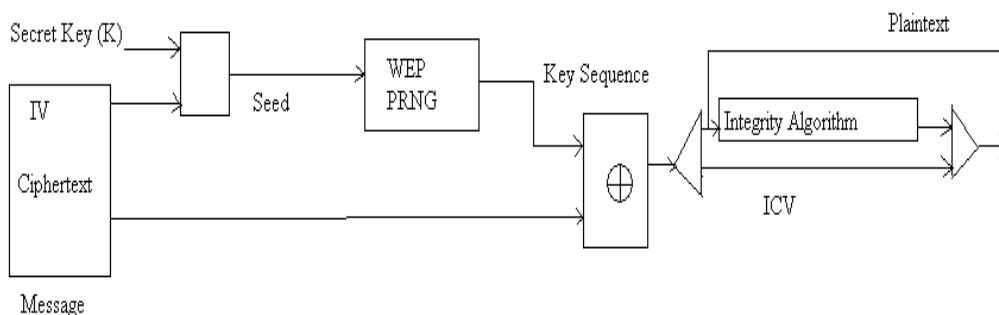 Plaintext
Secret Key (K)
WEP
PRNG
Key Sequence
IV
Seed
Integrity Algorithm
Ciphertext
ICV
Message